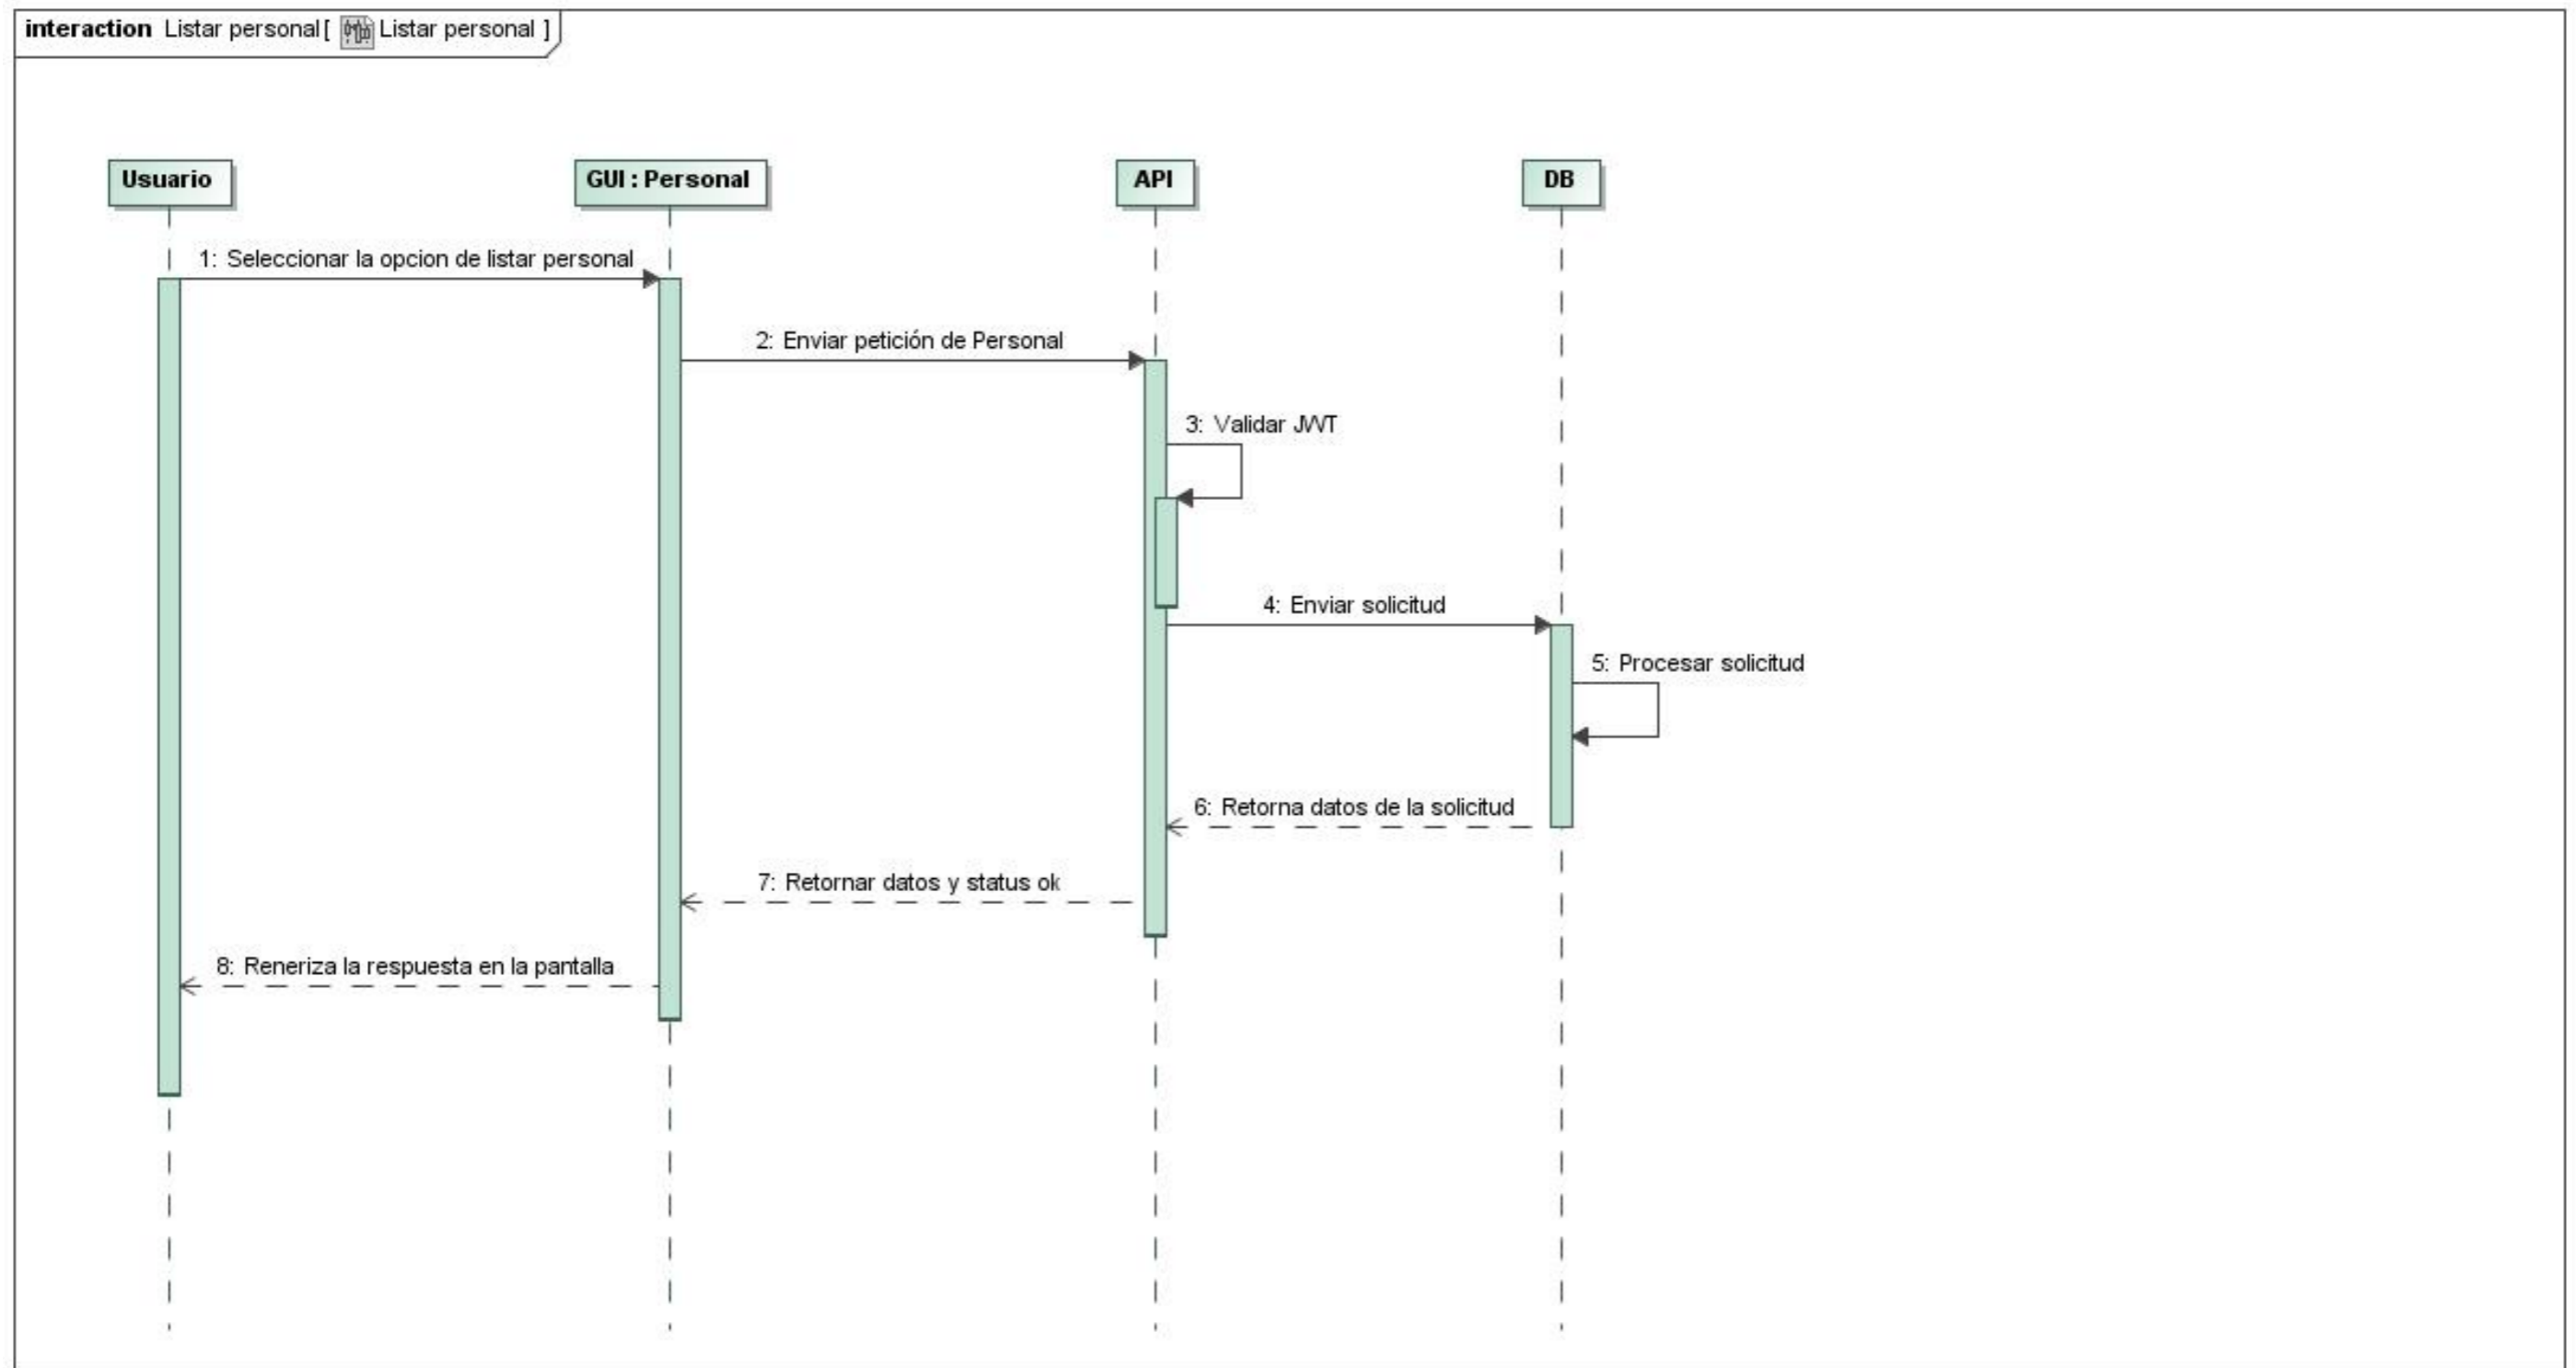 interaction Listar personal[ Listar personal ]
Usuario
GUI : Personal
API
DB
1: Seleccionar la opcion de listar personal
2: Enviar petición de Personal
3: Validar JWT
4: Enviar solicitud
5: Procesar solicitud
6: Retorna datos de la solicitud
7: Retornar datos y status ok
8: Reneriza la respuesta en la pantalla